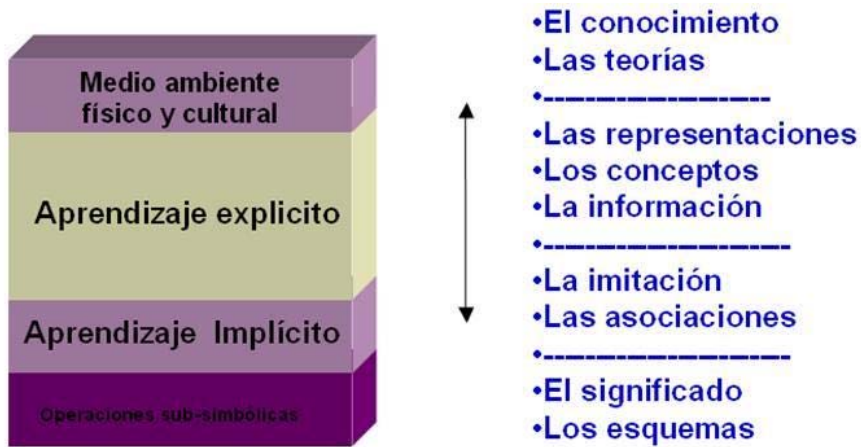 Medio ambiente
físico y cultural
Aprendizaje explicito
Aprendizaje Implícito
Operaciones sub-simbólicas
•El conocimiento
•Las teorías
•-----------------------
•Las representaciones
•Los conceptos
•La información
•-------------------------
•La imitación
•Las asociaciones
•-------------------------
•El significado
•Los esquemas